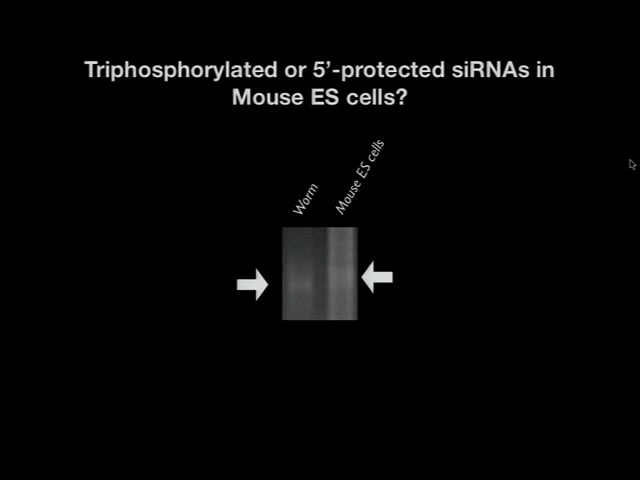 Triphosphorylated or 5’-protected siRNAs in
Mouse ES cells?
Worm
Mouse ES cells